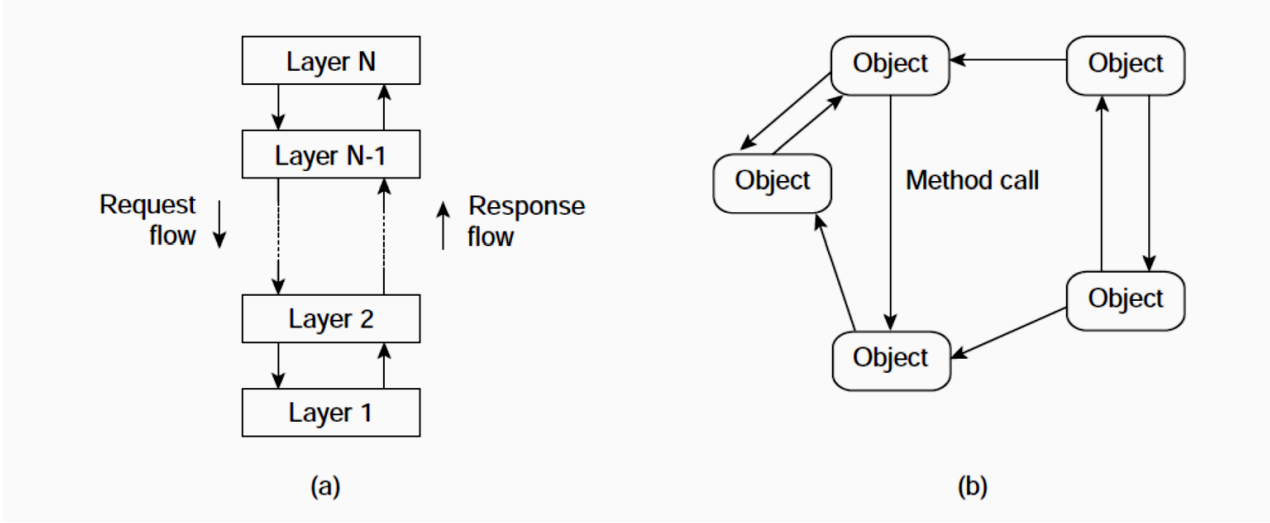 Layer N
Layer N-1
Request
flow
Response
flow
Layer 2
Layer 1
(a)
Object
Object
Object
Method call
Object
Object
(b)